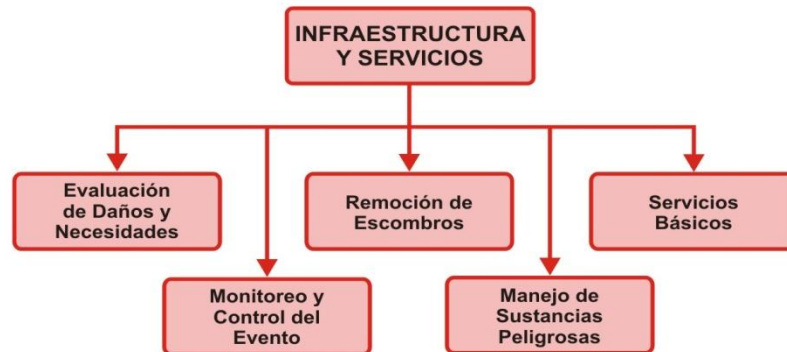 INFRAESTRUCTURA
Y SERVICIOS
Evaluación
de Daños y
Necesidades
Remoción de
Escombros
Servicios
Básicos
Monitoreo y
Control del
Evento
Manejo de
Sustancias
Peligrosas